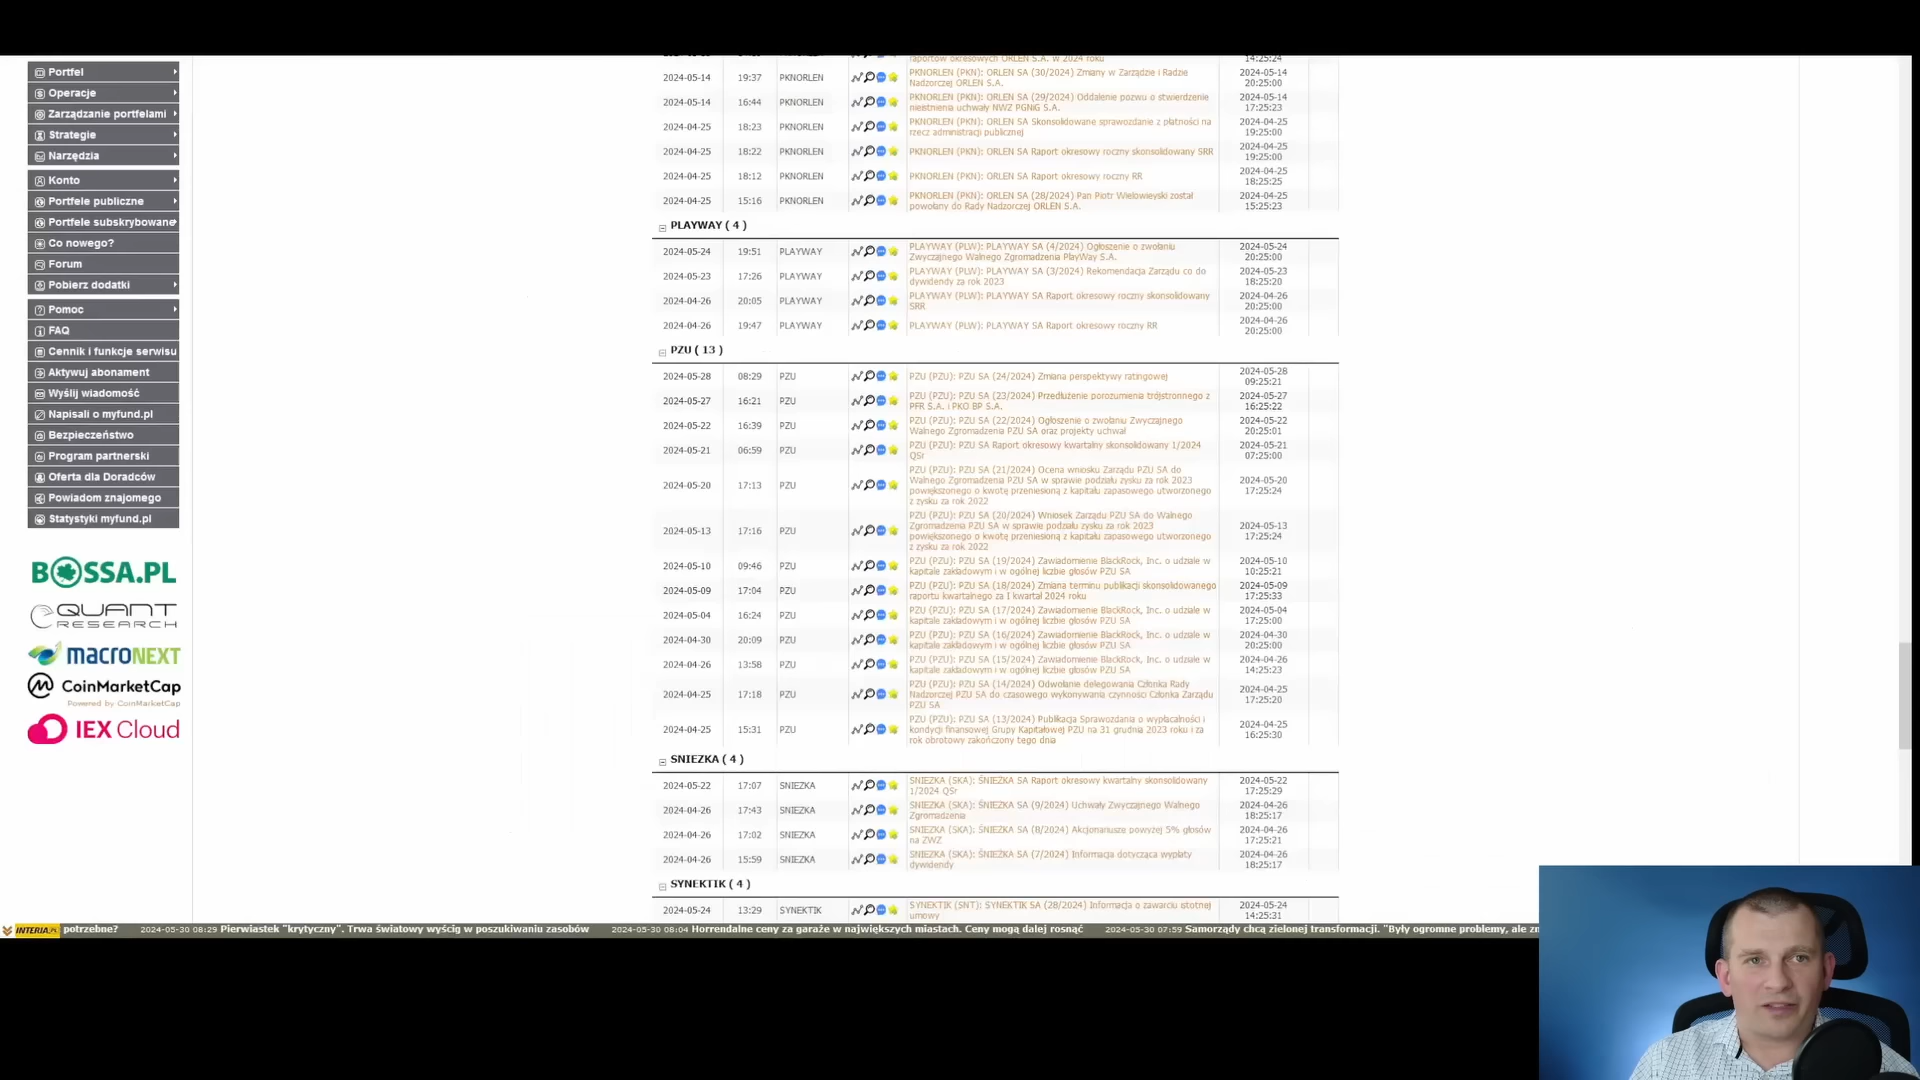 Portfel
Operacje
Zarządzanie portfelami
Strategie
Narzędzia
Konto
Portfele publiczne
Portfele subskrybowane
Co nowego?
Forum
Pobierz dodatki
Pomoc
FAQ
Cennik i funkcje serwisu
Aktywuj abonament
Wyślij wiadomość
Napisali o myfund.pl
Bezpieczeństwo
Program partnerski
Oferta dla Doradców
Powiadom znajomego
Statystyki myfund.pl
BOSSA.PL
QUANT
RESEARCH
MACRONEXT
CoinMarketCap
Powered by CoinMarketCap
IEX Cloud
raportów okresowych ORLEN S.A. w 2024 roku
14:25:24
2024-05-14 19:37 PKNORLEN PKNORLEN (PKN): ORLEN SA (30/2024) Zmiany w Zarządzie i Radzie 2024-05-14
Nadzorczej ORLEN S.A. 20:25:00
2024-05-14 16:44 PKNORLEN PKNORLEN (PKN): ORLEN SA (29/2024) Oddalenie pozwu o stwierdzenie 2024-05-14
nieistnienia uchwały NWZ PGNiG S.A. 17:25:23
2024-04-25 18:23 PKNORLEN PKNORLEN (PKN): ORLEN SA Skonsolidowane sprawozdanie z płatności na 2024-04-25
rzecz administracji publicznej 19:25:00
2024-04-25 18:22 PKNORLEN PKNORLEN (PKN): ORLEN SA Raport okresowy roczny skonsolidowany SRR 2024-04-25
19:25:00
2024-04-25 18:12 PKNORLEN PKNORLEN (PKN): ORLEN SA Raport okresowy roczny RR 2024-04-25
18:25:25
2024-04-25 15:16 PKNORLEN PKNORLEN (PKN): ORLEN SA (28/2024) Pan Piotr Wielowieyski został 2024-04-25
powołany do Rady Nadzorczej ORLEN S.A. 15:25:23
PLAYWAY ( 4 )
2024-05-24 19:51 PLAYWAY PLAYWAY (PLW): PLAYWAY SA (4/2024) Ogłoszenie o zwołaniu 2024-05-24
Zwyczajnego Walnego Zgromadzenia PlayWay S.A. 20:25:00
2024-05-23 17:26 PLAYWAY PLAYWAY (PLW): PLAYWAY SA (3/2024) Rekomendacja Zarządu co do 2024-05-23
dywidendy za rok 2023 18:25:20
2024-04-26 20:05 PLAYWAY PLAYWAY (PLW): PLAYWAY SA Raport okresowy roczny skonsolidowany 2024-04-26
SRR 20:25:00
2024-04-26 19:47 PLAYWAY PLAYWAY (PLW): PLAYWAY SA Raport okresowy roczny RR 2024-04-26
20:25:00
PZU ( 13 )
2024-05-28 08:29 PZU PZU (PZU): PZU SA (24/2024) Zmiana perspektywy ratingowej 2024-05-28
09:25:21
2024-05-27 16:21 PZU PZU (PZU): PZU SA (23/2024) Przedłużenie porozumienia trójstronnego z 2024-05-27
PFR S.A. i PKO BP S.A. 16:25:22
2024-05-22 16:39 PZU PZU (PZU): PZU SA (22/2024) Ogłoszenie o zwołaniu Zwyczajnego 2024-05-22
Walnego Zgromadzenia PZU SA oraz projekty uchwał 20:25:01
2024-05-21 06:59 PZU PZU (PZU): PZU SA Raport okresowy kwartalny skonsolidowany 1/2024 2024-05-21
QSr 07:25:00
2024-05-20 17:13 PZU PZU (PZU): PZU SA (21/2024) Ocena wniosku Zarządu PZU SA do 2024-05-20
Walnego Zgromadzenia PZU SA w sprawie podziału zysku za rok 2023 17:25:24
powiększonego o kwotę przeniesioną z kapitału zapasowego utworzonego
z zysku za rok 2022
2024-05-13 17:16 PZU PZU (PZU): PZU SA (20/2024) Wniosek Zarządu PZU SA do Walnego 2024-05-13
Zgromadzenia PZU SA w sprawie podziału zysku za rok 2023 17:25:24
powiększonego o kwotę przeniesioną z kapitału zapasowego utworzonego
z zysku za rok 2022
2024-05-10 09:46 PZU PZU (PZU): PZU SA (19/2024) Zawiadomienie BlackRock, Inc. o udziale w 2024-05-10
kapitale zakładowym i w ogólnej liczbie głosów PZU SA 10:25:21
2024-05-09 17:04 PZU PZU (PZU): PZU SA (18/2024) Zmiana terminu publikacji skonsolidowanego 2024-05-09
raportu kwartalnego za I kwartał 2024 roku 17:25:33
2024-05-04 16:24 PZU PZU (PZU): PZU SA (17/2024) Zawiadomienie BlackRock, Inc. o udziale w 2024-05-04
kapitale zakładowym i w ogólnej liczbie głosów PZU SA 17:25:00
2024-04-30 20:09 PZU PZU (PZU): PZU SA (16/2024) Zawiadomienie BlackRock, Inc. o udziale w 2024-04-30
kapitale zakładowym i w ogólnej liczbie głosów PZU SA 20:25:00
2024-04-26 13:58 PZU PZU (PZU): PZU SA (15/2024) Zawiadomienie BlackRock, Inc. o udziale w 2024-04-26
kapitale zakładowym i w ogólnej liczbie głosów PZU SA 14:25:23
2024-04-25 17:18 PZU PZU (PZU): PZU SA (14/2024) Odwołanie delegowania Członka Rady 2024-04-25
Nadzorczej PZU SA do czasowego wykonywania czynności Członka Zarządu 17:25:20
PZU SA
2024-04-25 15:31 PZU PZU (PZU): PZU SA (13/2024) Publikacja Sprawozdania o wypłacalności i 2024-04-25
kondycji finansowej Grupy Kapitałowej PZU na 31 grudnia 2023 roku i za 16:25:30
rok obrotowy zakończony tego dnia
SNIEZKA ( 4 )
2024-05-22 17:07 SNIEZKA SNIEZKA (SKA): ŚNIEŻKA SA Raport okresowy kwartalny skonsolidowany 2024-05-22
1/2024 QSr 17:25:29
2024-04-26 17:43 SNIEZKA SNIEZKA (SKA): ŚNIEŻKA SA (9/2024) Uchwały Zwyczajnego Walnego 2024-04-26
Zgromadzenia 18:25:17
2024-04-26 17:02 SNIEZKA SNIEZKA (SKA): ŚNIEŻKA SA (8/2024) Akcjonariusze powyżej 5% głosów 2024-04-26
na ZWZ 17:25:21
2024-04-26 15:59 SNIEZKA SNIEZKA (SKA): ŚNIEŻKA SA (7/2024) Informacja dotycząca wypłaty 2024-04-26
dywidendy 18:25:17
SYNEKTIK ( 4 )
2024-05-24 13:29 SYNEKTIK SYNEKTIK (SNT): SYNEKTIK SA (28/2024) Informacja o zawarciu istotnej 2024-05-24
umowy 14:25:31
INTERIA.PL potrzebne? 2024-05-30 08:29 Pierwiastek "krytyczny". Trwa światowy wyścig w poszukiwaniu zasobów 2024-05-30 08:04 Horrendalne ceny za garaże w największych miastach. Ceny mogą dalej rosnąć 2024-05-30 07:59 Samorządy chcą zielonej transformacji. "Były ogromne problemy, ale